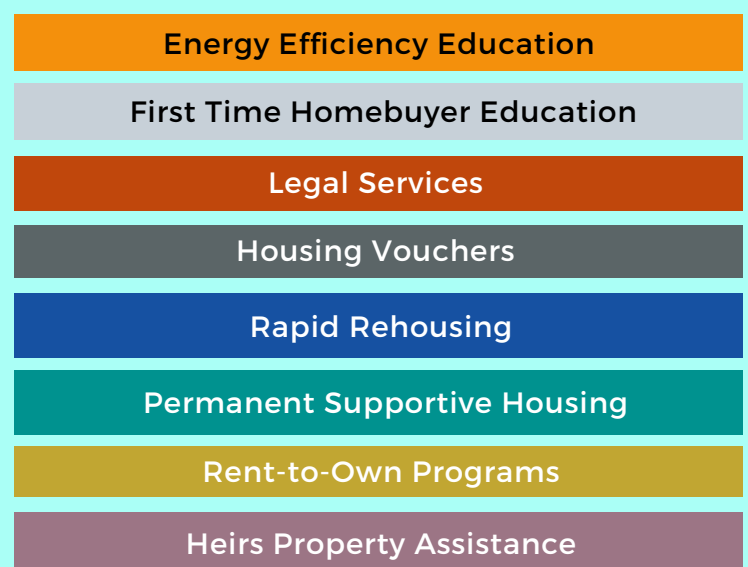 Energy Efficiency Education
First Time Homebuyer Education
Legal Services
Housing Vouchers
Rapid Rehousing
Permanent Supportive Housing
Rent-to-Own Programs
Heirs Property Assistance